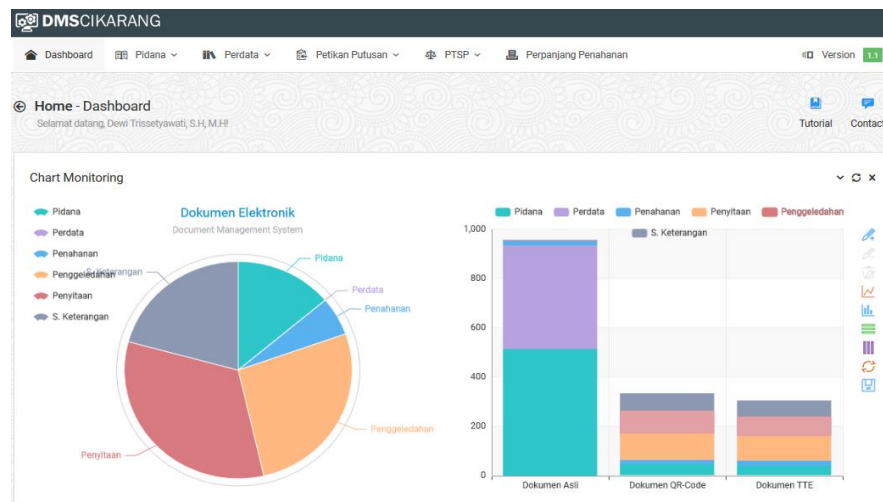 DMSCIKARANG
Dashboard Pidana Perdata Petikan Putusan PTSP Perpanjang Penahanan Version 1.1
Home - Dashboard
Selamat datang, Dewi Trissetyawati, S.H, M.H!
Tutorial Contact
Chart Monitoring
Dokumen Elektronik
Document Management System
Pidana
Perdata
Penahanan
Penggeledahan
Penyitaan
S. Keterangan
S. Keterangan
Pidana
Perdata
Penahanan
Penggeledahan
Penyitaan
Pidana Perdata Penahanan Penyitaan Penggeledahan
S. Keterangan
1,000
800
600
400
200
0
Dokumen Asli Dokumen QR-Code Dokumen TTE